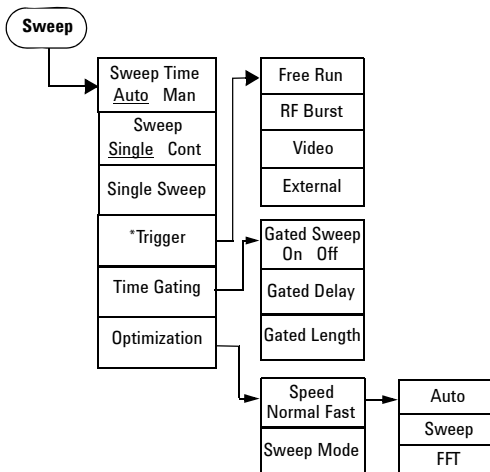 Sweep
Sweep Time
Auto Man
Sweep
Single Cont
Single Sweep
*Trigger
Time Gating
Optimization
Free Run
RF Burst
Video
External
Gated Sweep
On Off
Gated Delay
Gated Length
Speed
Normal Fast
Sweep Mode
Auto
Sweep
FFT